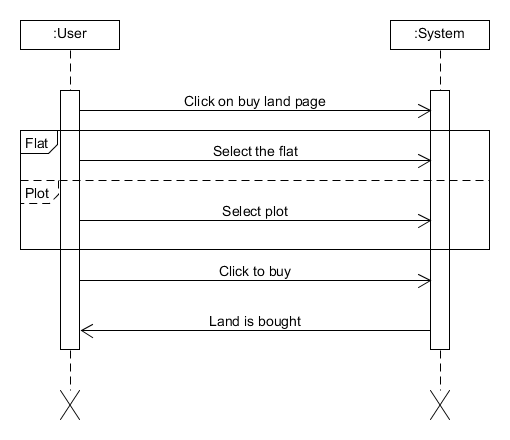 :User
:System
Click on buy land page
Flat
Select the flat
Plot
Select plot
Click to buy
Land is bought